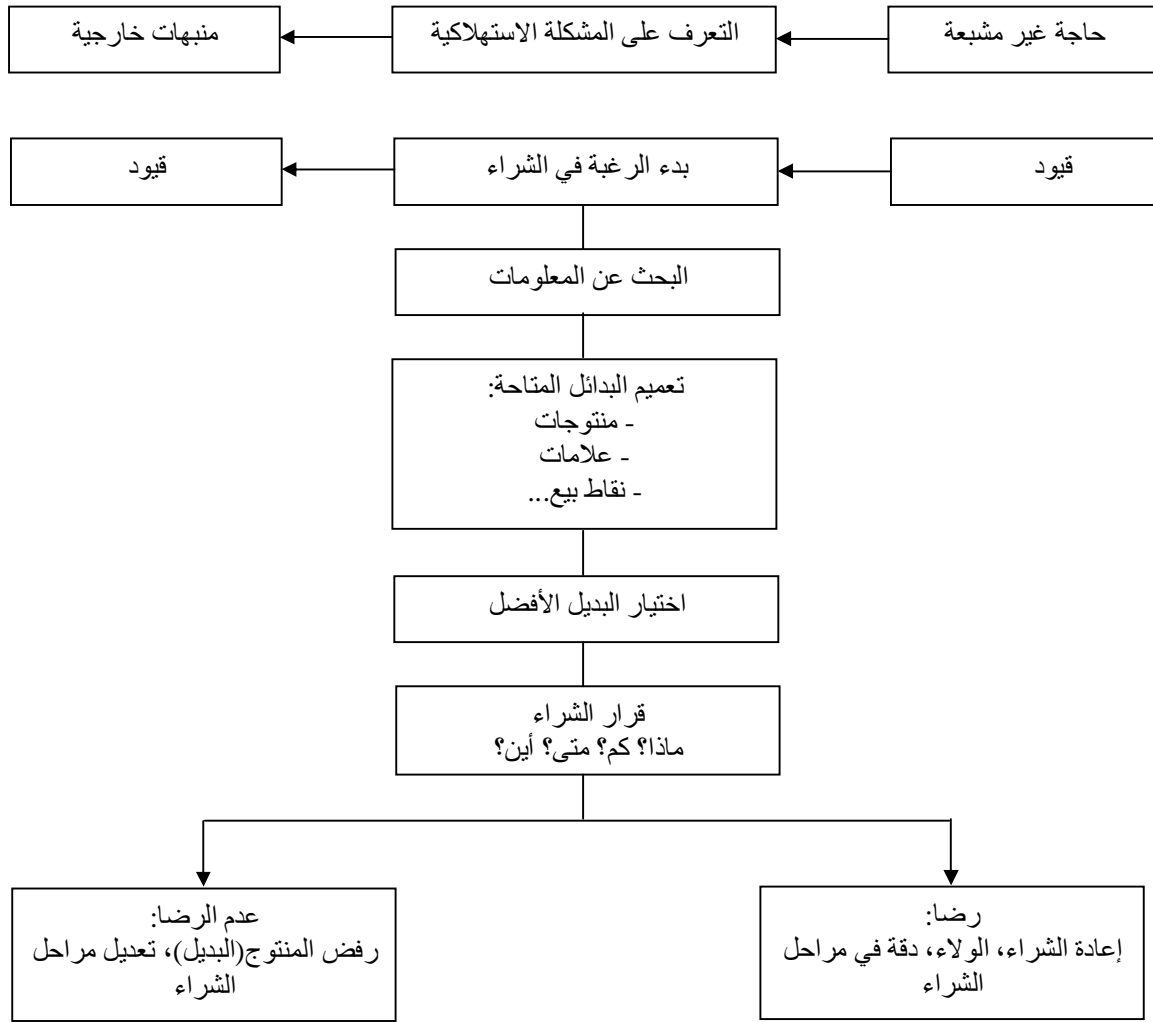 حاجة غير مشبعة
التعرف على المشكلة الاستهلاكية
منبهات خارجية
قيود
بدء الرغبة في الشراء
قيود
البحث عن المعلومات
تعميم البدائل المتاحة:
- منتوجات
- علامات
- نقاط بيع...
اختيار البديل الأفضل
قرار الشراء
ماذا؟ كم؟ متى؟ أين؟
رضا:
إعادة الشراء، الولاء، دقة في مراحل
الشراء
عدم الرضا:
رفض المنتوج(البديل)، تعديل مراحل
الشراء